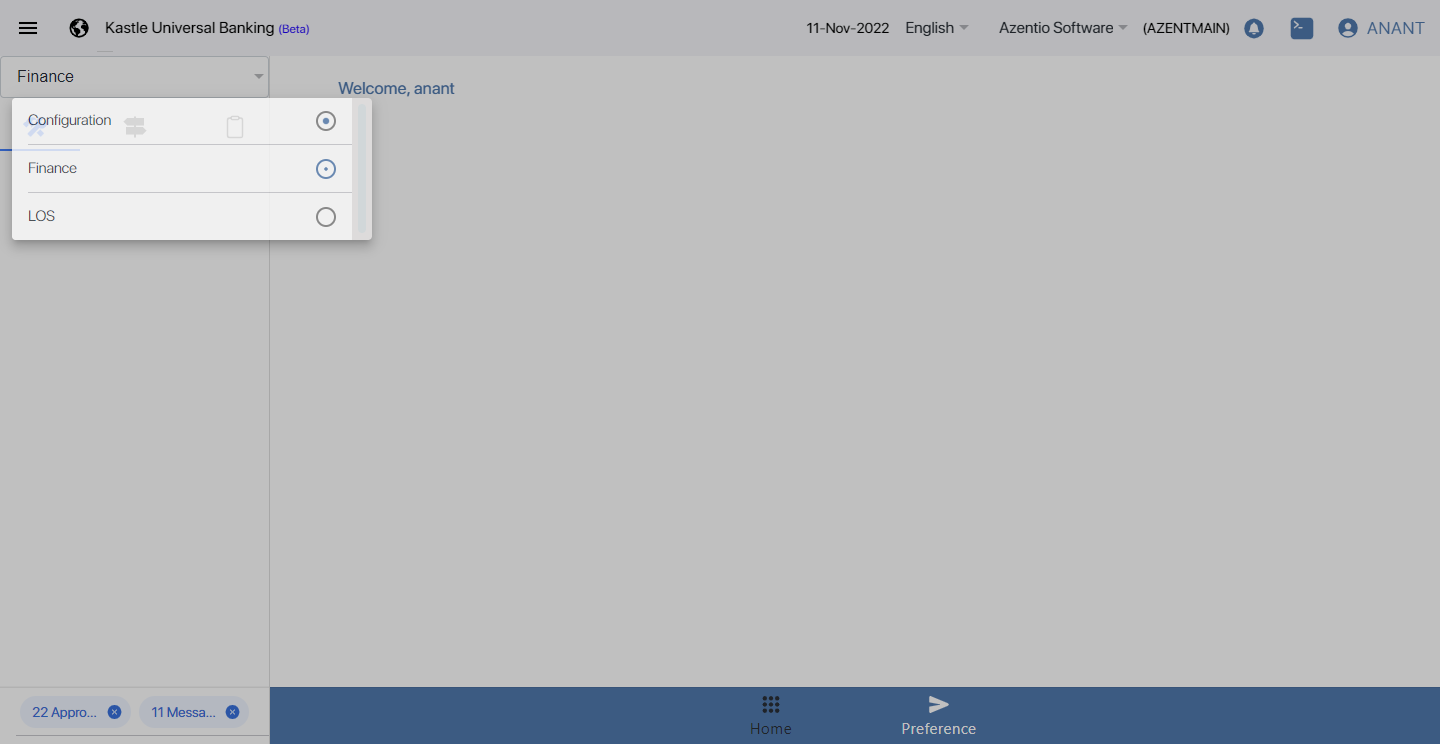 Kastle Universal Banking (Beta)
11-Nov-2022
English
Azentio Software
(AZENTMAIN)
ANANT
Finance
Welcome, anant
Configuration
Finance
LOS
22 Appro...
11 Messa...
Home
Preference